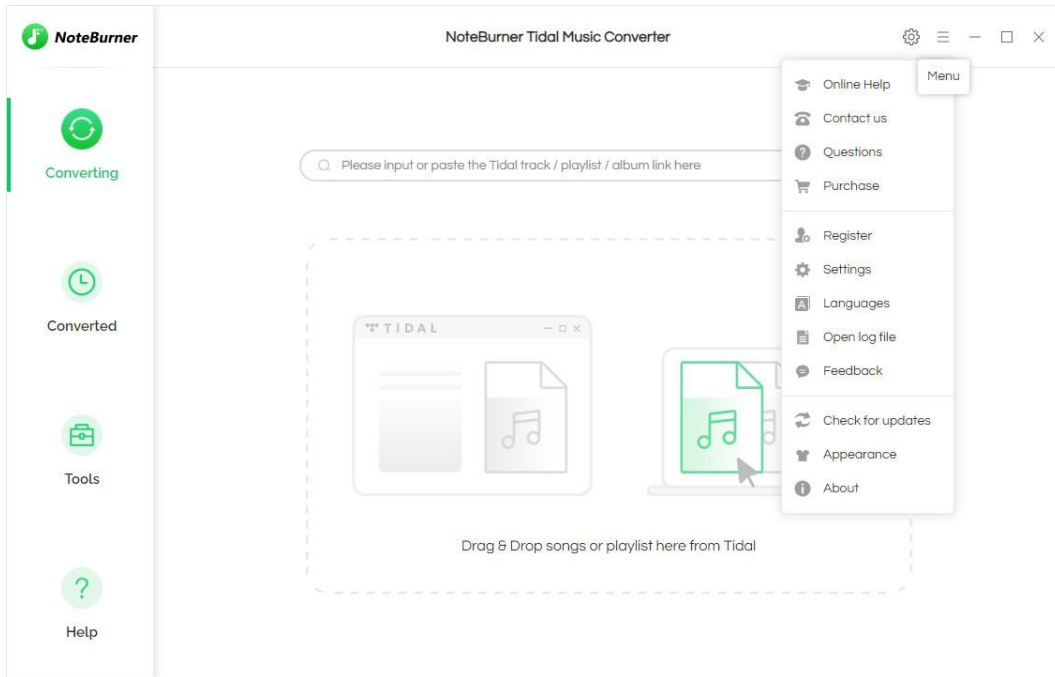 NoteBurner
NoteBurner Tidal Music Converter
Menu
Online Help
Contact us
Questions
Purchase
Register
Settings
Languages
Open log file
Feedback
Check for updates
Appearance
About
Converting
Converted
Tools
Help
Please input or paste the Tidal track / playlist / album link here
TIDAL
Drag & Drop songs or playlist here from Tidal